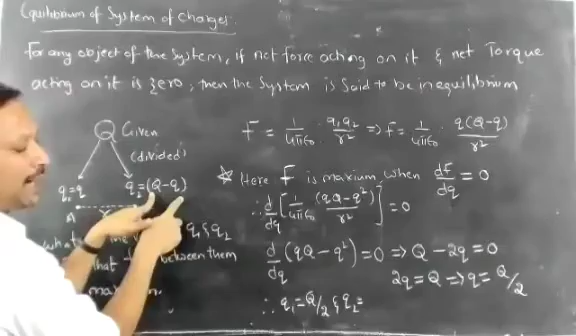 Equilibrium of System of Charges:
For any object of the System, if net force acting on it & net Torque
acting on it is zero, then the System is Said to be in equilibrium
Q Given
(divided)
q₁=q
q₂=(Q-q)
A
q₁ & q₂
between them
F = 1/4πε₀ · q₁q₂/r² => F = 1/4πε₀ · q(Q-q)/r²
Here F is maxium when dF/dq = 0
∴ d/dq [1/4πε₀ (qQ-q²)/r²] = 0
d/dq (qQ-q²) = 0 => Q-2q = 0
2q = Q => q = Q/2
∴ q₁ = Q/2 & q₂ =